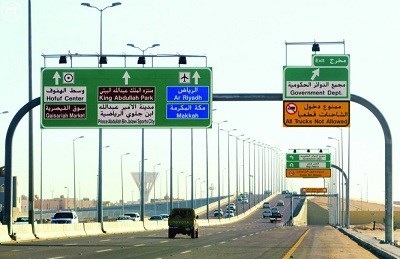 وسط الهفوف
Hofuf Center
سوق القيصرية
Qaisariah Market
منتزه الملك عبدالله البيئي
King Abdullah Park
مدينة الأمير عبدالله
بن جلوي الرياضية
Prince Abdullah Bin Jalawi Sports City
الرياض
Ar Riyadh
مكة المكرمة
Makkah
مخرج
Exit
مجمع الدوائر الحكومية
Government Dept.
ممنوع دخول
الشاحنات قطعيا
All Trucks Not Allowed